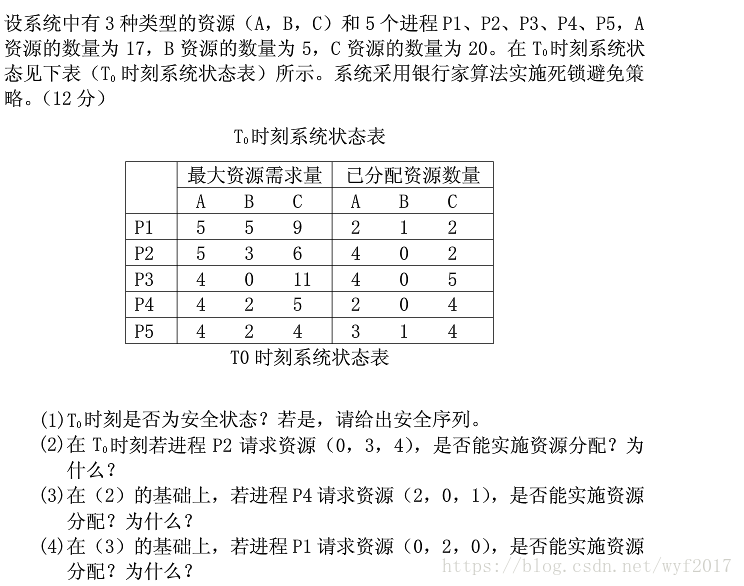 设系统中有 3 种类型的资源（A，B，C）和 5 个进程 P1、P2、P3、P4、P5，A
资源的数量为 17，B 资源的数量为 5，C 资源的数量为 20。在 T₀时刻系统状
态见下表（T₀ 时刻系统状态表）所示。系统采用银行家算法实施死锁避免策
略。（12 分）
T₀时刻系统状态表
最大资源需求量 已分配资源数量
A B C A B C
P1 5 5 9 2 1 2
P2 5 3 6 4 0 2
P3 4 0 11 4 0 5
P4 4 2 5 2 0 4
P5 4 2 4 3 1 4
T0 时刻系统状态表
(1) T₀时刻是否为安全状态？若是，请给出安全序列。
(2) 在 T₀时刻若进程 P2 请求资源（0，3，4），是否能实施资源分配？为
什么？
(3) 在（2）的基础上，若进程 P4 请求资源（2，0，1），是否能实施资源
分配？为什么？
(4) 在（3）的基础上，若进程 P1 请求资源（0，2，0），是否能实施资源
分配？为什么？
https://blog.csdn.net/wyf2017